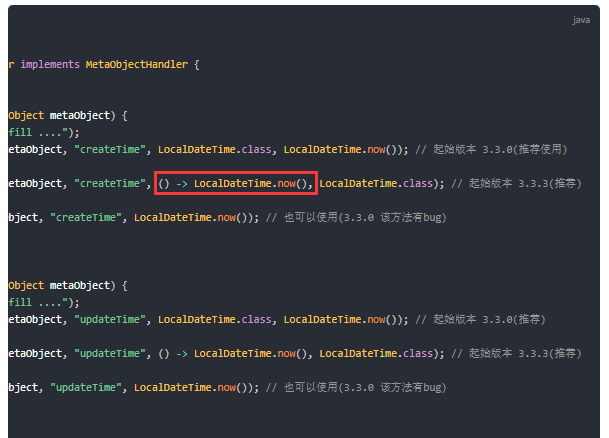 java
r implements MetaObjectHandler {
Object metaObject) {
fill ....");
etaObject, "createTime", LocalDateTime.class, LocalDateTime.now()); // 起始版本 3.3.0(推荐使用)
etaObject, "createTime", () -> LocalDateTime.now(), LocalDateTime.class); // 起始版本 3.3.3(推荐)
bject, "createTime", LocalDateTime.now()); // 也可以使用(3.3.0 该方法有bug)
Object metaObject) {
fill ....");
etaObject, "updateTime", LocalDateTime.class, LocalDateTime.now()); // 起始版本 3.3.0(推荐)
etaObject, "updateTime", () -> LocalDateTime.now(), LocalDateTime.class); // 起始版本 3.3.3(推荐)
bject, "updateTime", LocalDateTime.now()); // 也可以使用(3.3.0 该方法有bug)